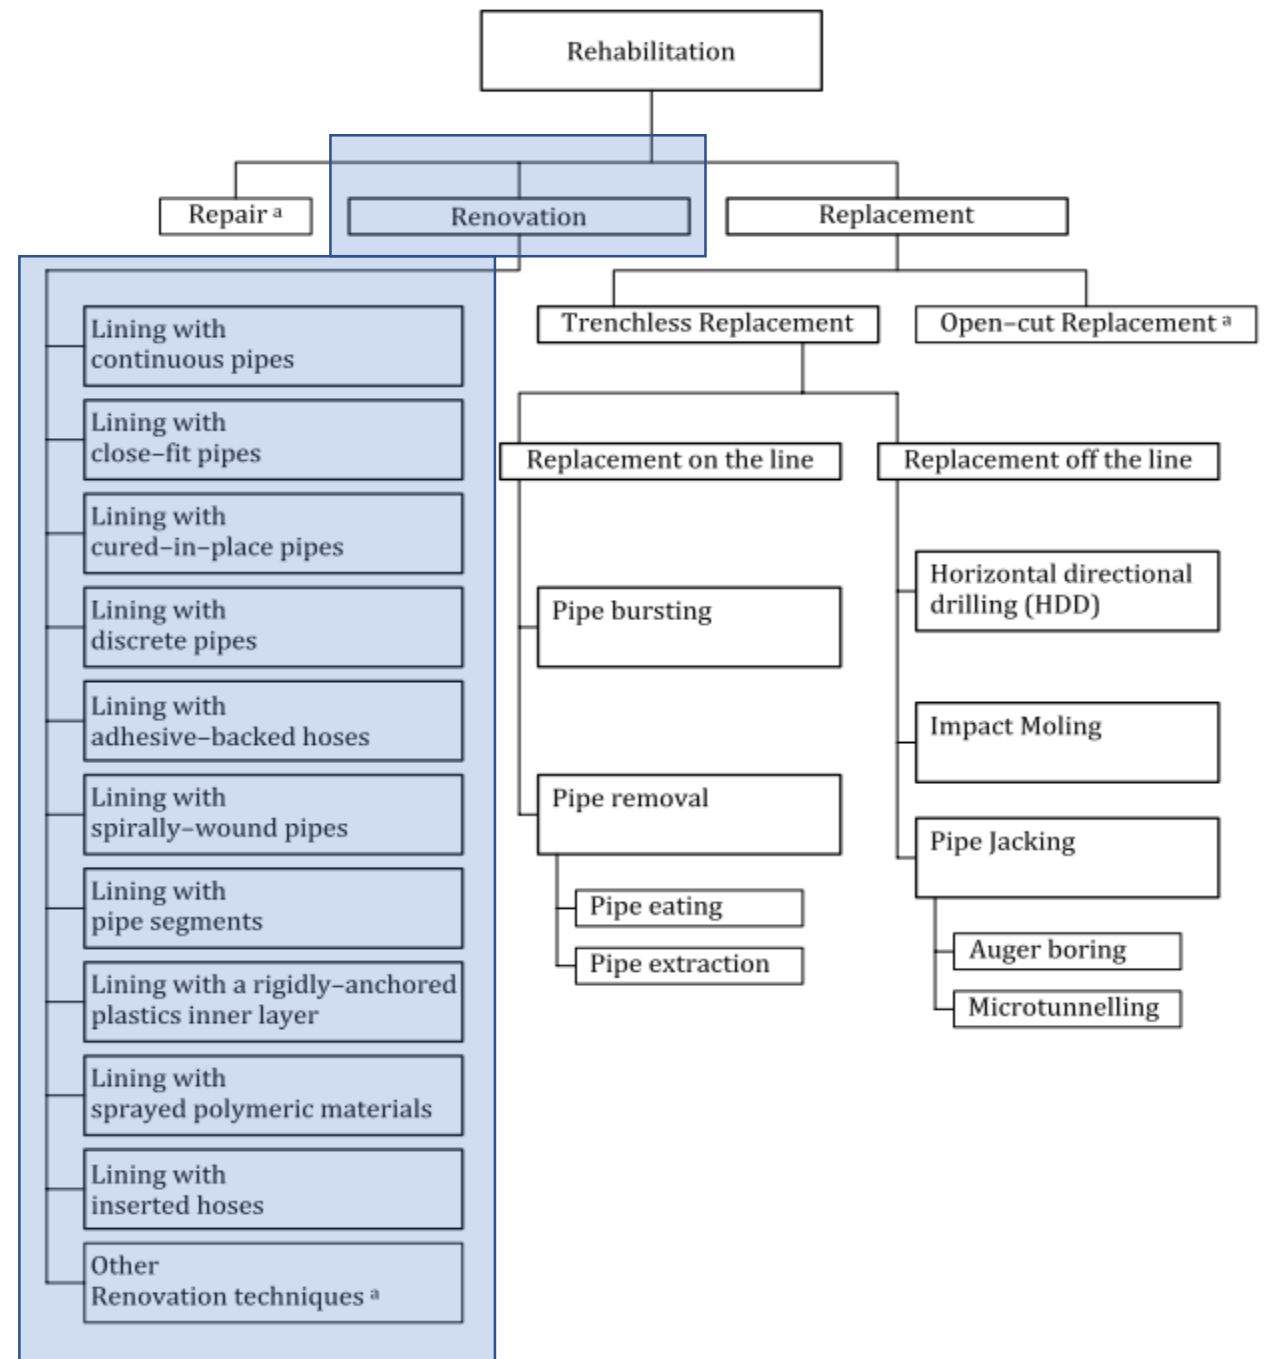 Rehabilitation
Repair a
Renovation
Replacement
Trenchless Replacement
Open–cut Replacement a
Lining with
continuous pipes
Lining with
close–fit pipes
Lining with
cured–in–place pipes
Lining with
discrete pipes
Lining with
adhesive–backed hoses
Lining with
spirally–wound pipes
Lining with
pipe segments
Lining with a rigidly–anchored
plastics inner layer
Lining with
sprayed polymeric materials
Lining with
inserted hoses
Other
Renovation techniques a
Replacement on the line
Pipe bursting
Pipe removal
Pipe eating
Pipe extraction
Replacement off the line
Horizontal directional
drilling (HDD)
Impact Moling
Pipe Jacking
Auger boring
Microtunnelling